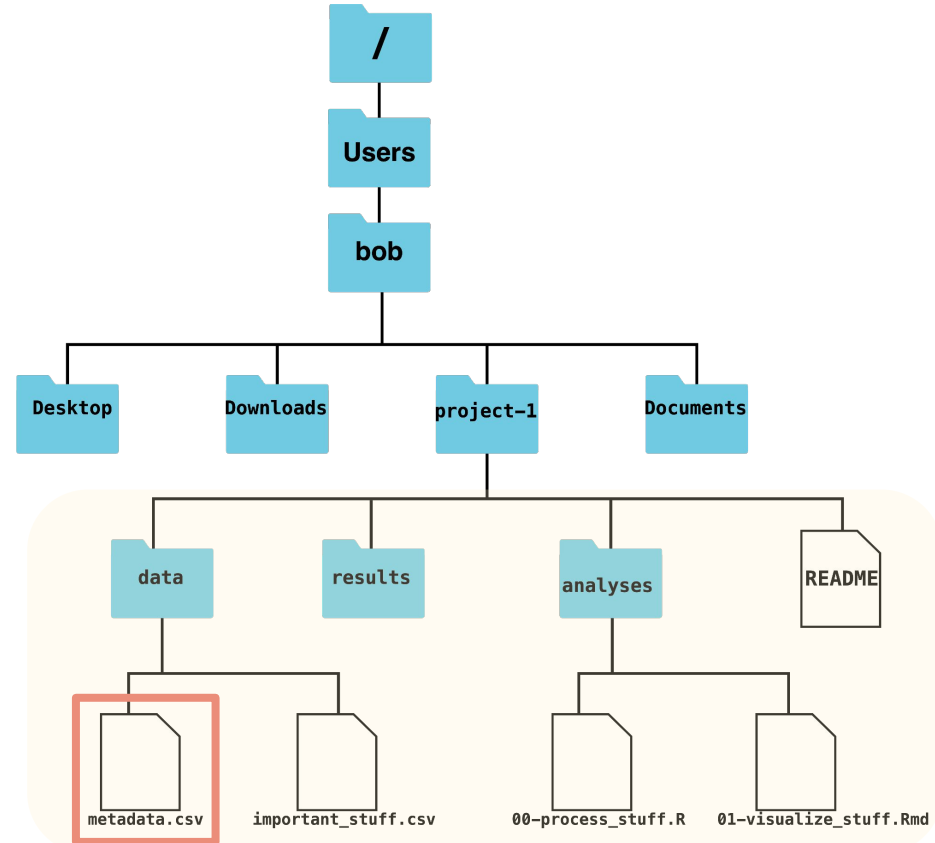 /
Users
bob
Desktop
Downloads
project-1
Documents
data
results
analyses
README
metadata.csv
important_stuff.csv
00-process_stuff.R
01-visualize_stuff.Rmd